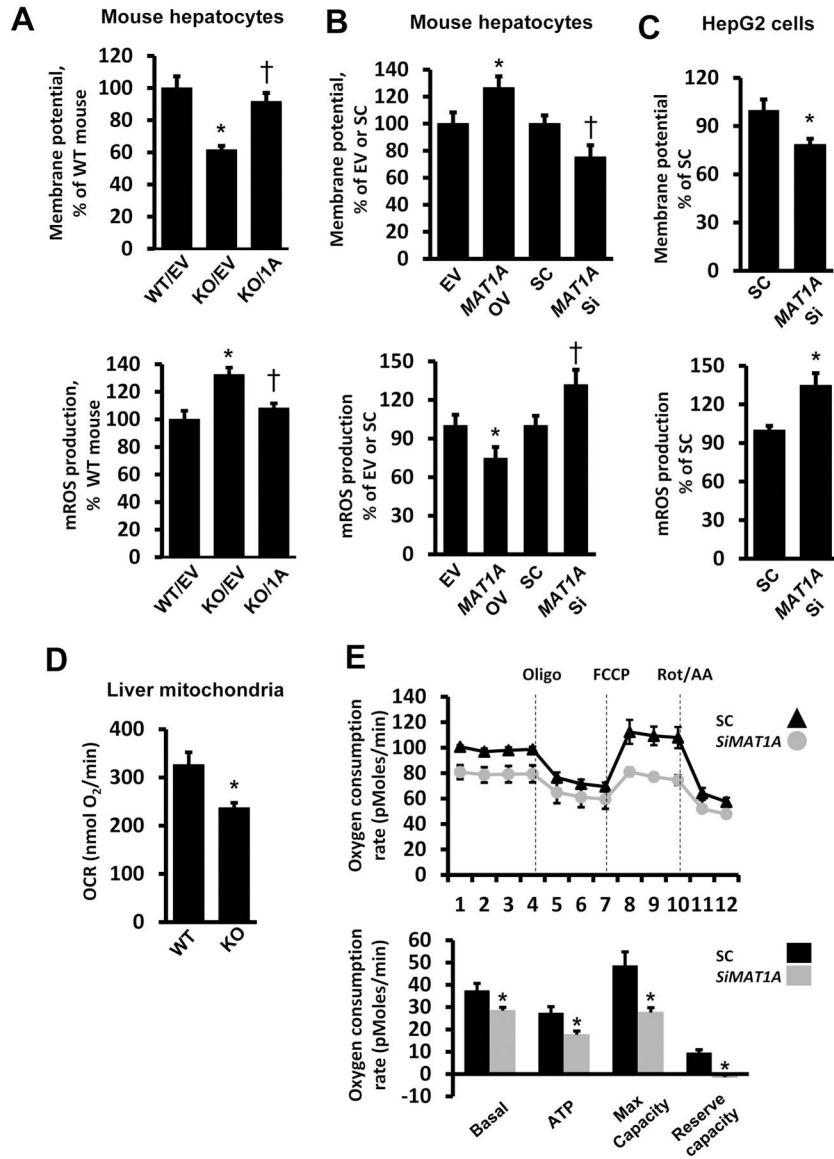 A
Mouse hepatocytes
Membrane potential,
% of WT mouse
140
120
100
80
60
40
20
0
*
†
WT/EV
KO/EV
KO/1A
mROS production,
% WT mouse
140
120
100
80
60
40
20
0
*
†
WT/EV
KO/EV
KO/1A
B
Mouse hepatocytes
Membrane potential,
% of EV or SC
140
120
100
80
60
40
20
0
*
†
EV
MAT1A
OV
SC
MAT1A
Si
mROS production
% of EV or SC
150
120
90
60
30
0
*
†
EV
MAT1A
OV
SC
MAT1A
Si
C
HepG2 cells
Membrane potential
% of SC
120
90
60
30
0
*
SC
MAT1A
Si
mROS production
% of SC
150
120
90
60
30
0
*
SC
MAT1A
Si
D
Liver mitochondria
OCR (nmol O2/min)
400
300
200
100
0
*
WT
KO
E
Oligo
FCCP
Rot/AA
Oxygen consumption
rate (pMoles/min)
140
120
100
80
60
40
20
0
SC
SiMAT1A
1 2 3 4 5 6 7 8 9 10 11 12
Oxygen consumption
rate (pMoles/min)
60
50
40
30
20
10
0
-10
SC
SiMAT1A
*
*
*
*
Basal
ATP
Max
Capacity
Reserve
capacity